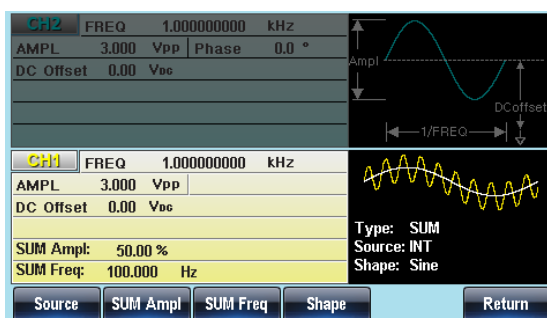 CH2 FREQ 1.000000000 kHz
AMPL 3.000 Vpp Phase 0.0 °
DC Offset 0.00 VDC
Ampl
DCoffset
1/FREQ
CH1 FREQ 1.000000000 kHz
AMPL 3.000 Vpp
DC Offset 0.00 VDC
SUM Ampl: 50.00 %
SUM Freq: 100.000 Hz
Type: SUM
Source: INT
Shape: Sine
Source SUM Ampl SUM Freq Shape Return